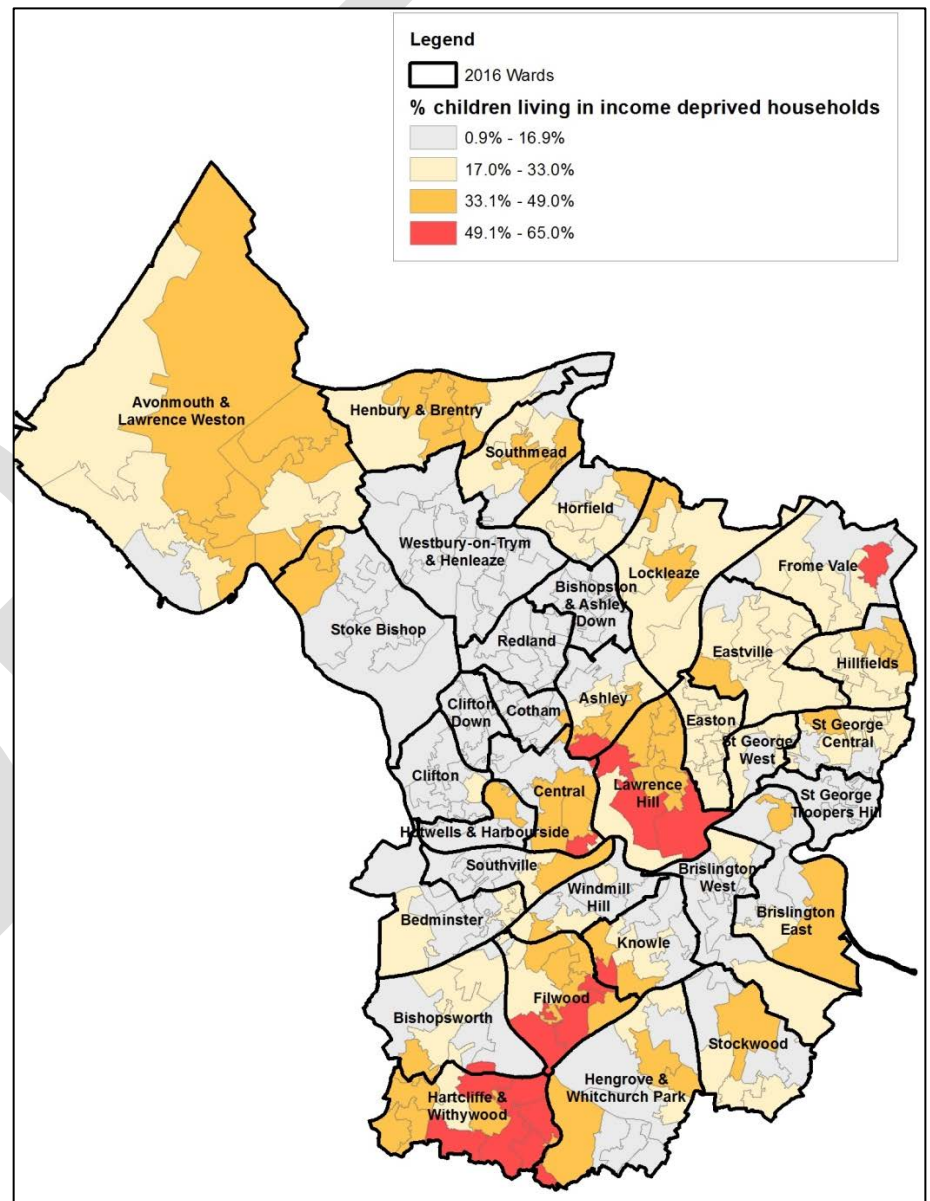 Legend
2016 Wards
% children living in income deprived households
0.9% - 16.9%
17.0% - 33.0%
33.1% - 49.0%
49.1% - 65.0%
Avonmouth &
Lawrence Weston
Henbury & Brentry
Southmead
Horfield
Westbury-on-Trym
& Henleaze
Lockleaze
Frome Vale
Bishopston
& Ashley
Down
Stoke Bishop
Redland
Eastville
Hillfields
Clifton
Down
Cotham
Ashley
Easton
St George
West
St George
Central
Clifton
Central
Lawrence
Hill
St George
Troopers Hill
Hotwells & Harbourside
Southville
Windmill
Hill
Brislington
West
Bedminster
Knowle
Brislington
East
Filwood
Bishopsworth
Stockwood
Hengrove &
Whitchurch Park
Hartcliffe &
Withywood